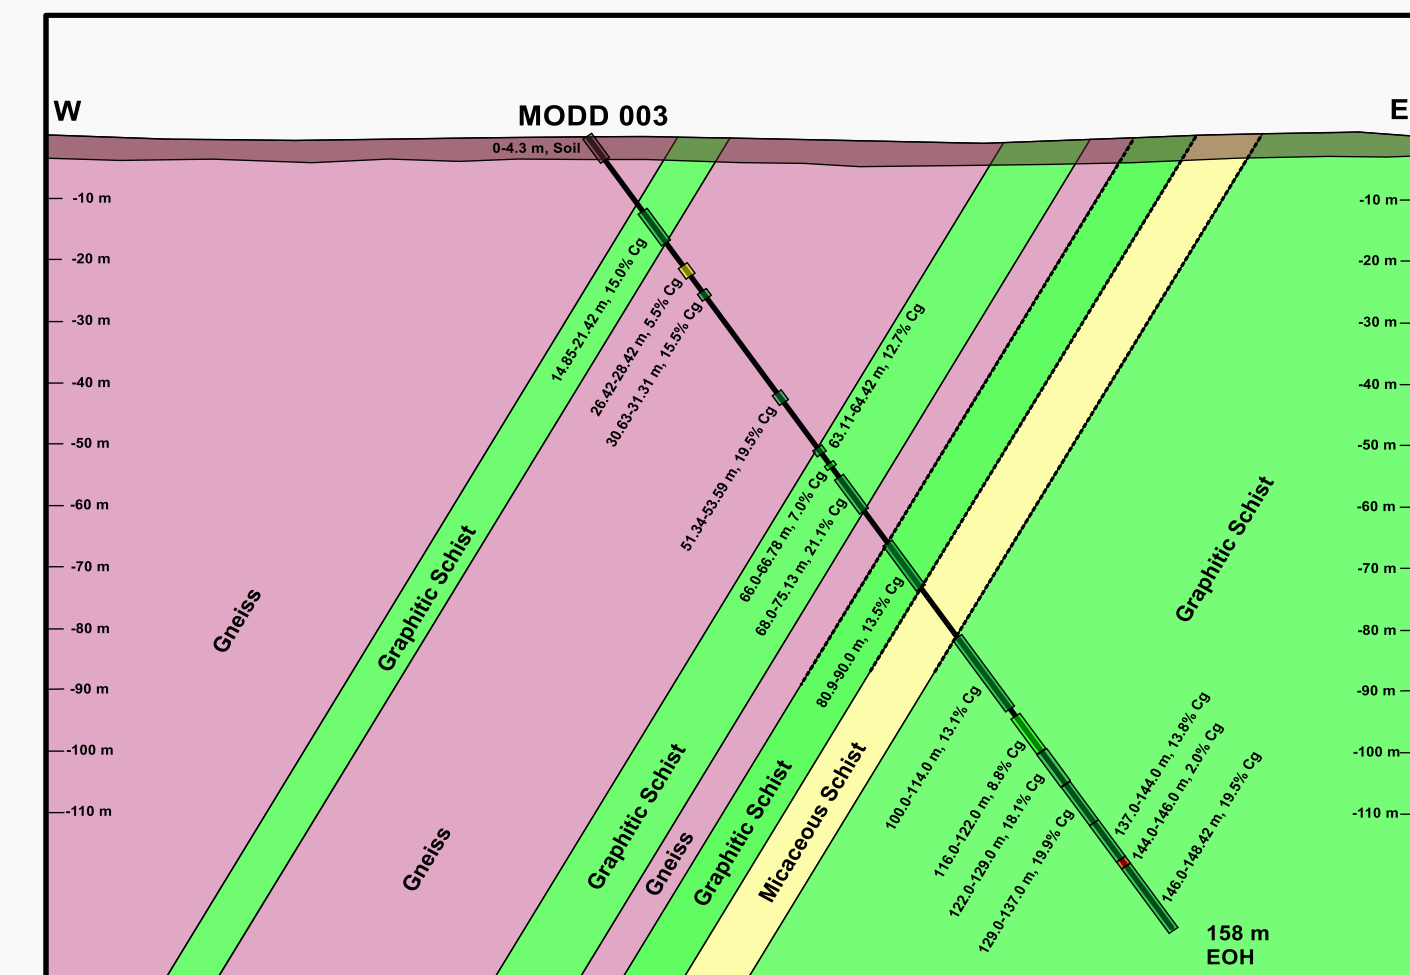 W
MODD 003
E
0-4.3 m, Soil
-10 m
-20 m
-30 m
-40 m
-50 m
-60 m
-70 m
-80 m
-90 m
-100 m
-110 m
-10 m
-20 m
-30 m
-40 m
-50 m
-60 m
-70 m
-80 m
-90 m
-100 m
-110 m
14.85-21.42 m, 15.0% Cg
26.42-28.42 m, 5.5% Cg
30.63-31.31 m, 15.5% Cg
51.34-53.59 m, 19.5% Cg
63.11-64.42 m, 12.7% Cg
66.0-66.78 m, 7.0% Cg
68.0-75.13 m, 21.1% Cg
80.9-90.0 m, 13.5% Cg
100.0-114.0 m, 13.1% Cg
116.0-122.0 m, 8.8% Cg
122.0-129.0 m, 18.1% Cg
129.0-137.0 m, 19.9% Cg
137.0-144.0 m, 13.8% Cg
144.0-146.0 m, 2.0% Cg
146.0-148.42 m, 19.5% Cg
Gneiss
Graphitic Schist
Gneiss
Graphitic Schist
Gneiss
Graphitic Schist
Micaceous Schist
Graphitic Schist
158 m
EOH